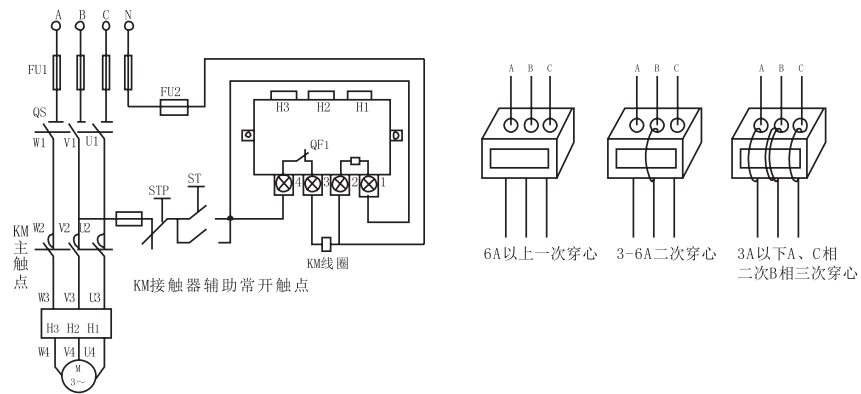 A B C N
FU1
FU2
QS
W1 V1 U1
H3 H2 H1
QF1
4 3 2 1
STP
ST
W2 V2 U2
KM主触点
KM线圈
KM接触器辅助常开触点
W3 V3 U3
H3 H2 H1
W4 V4 U4
M
3～
A B C
6A以上一次穿心
A B C
3-6A二次穿心
A B C
3A以下A、C相
二次B相三次穿心